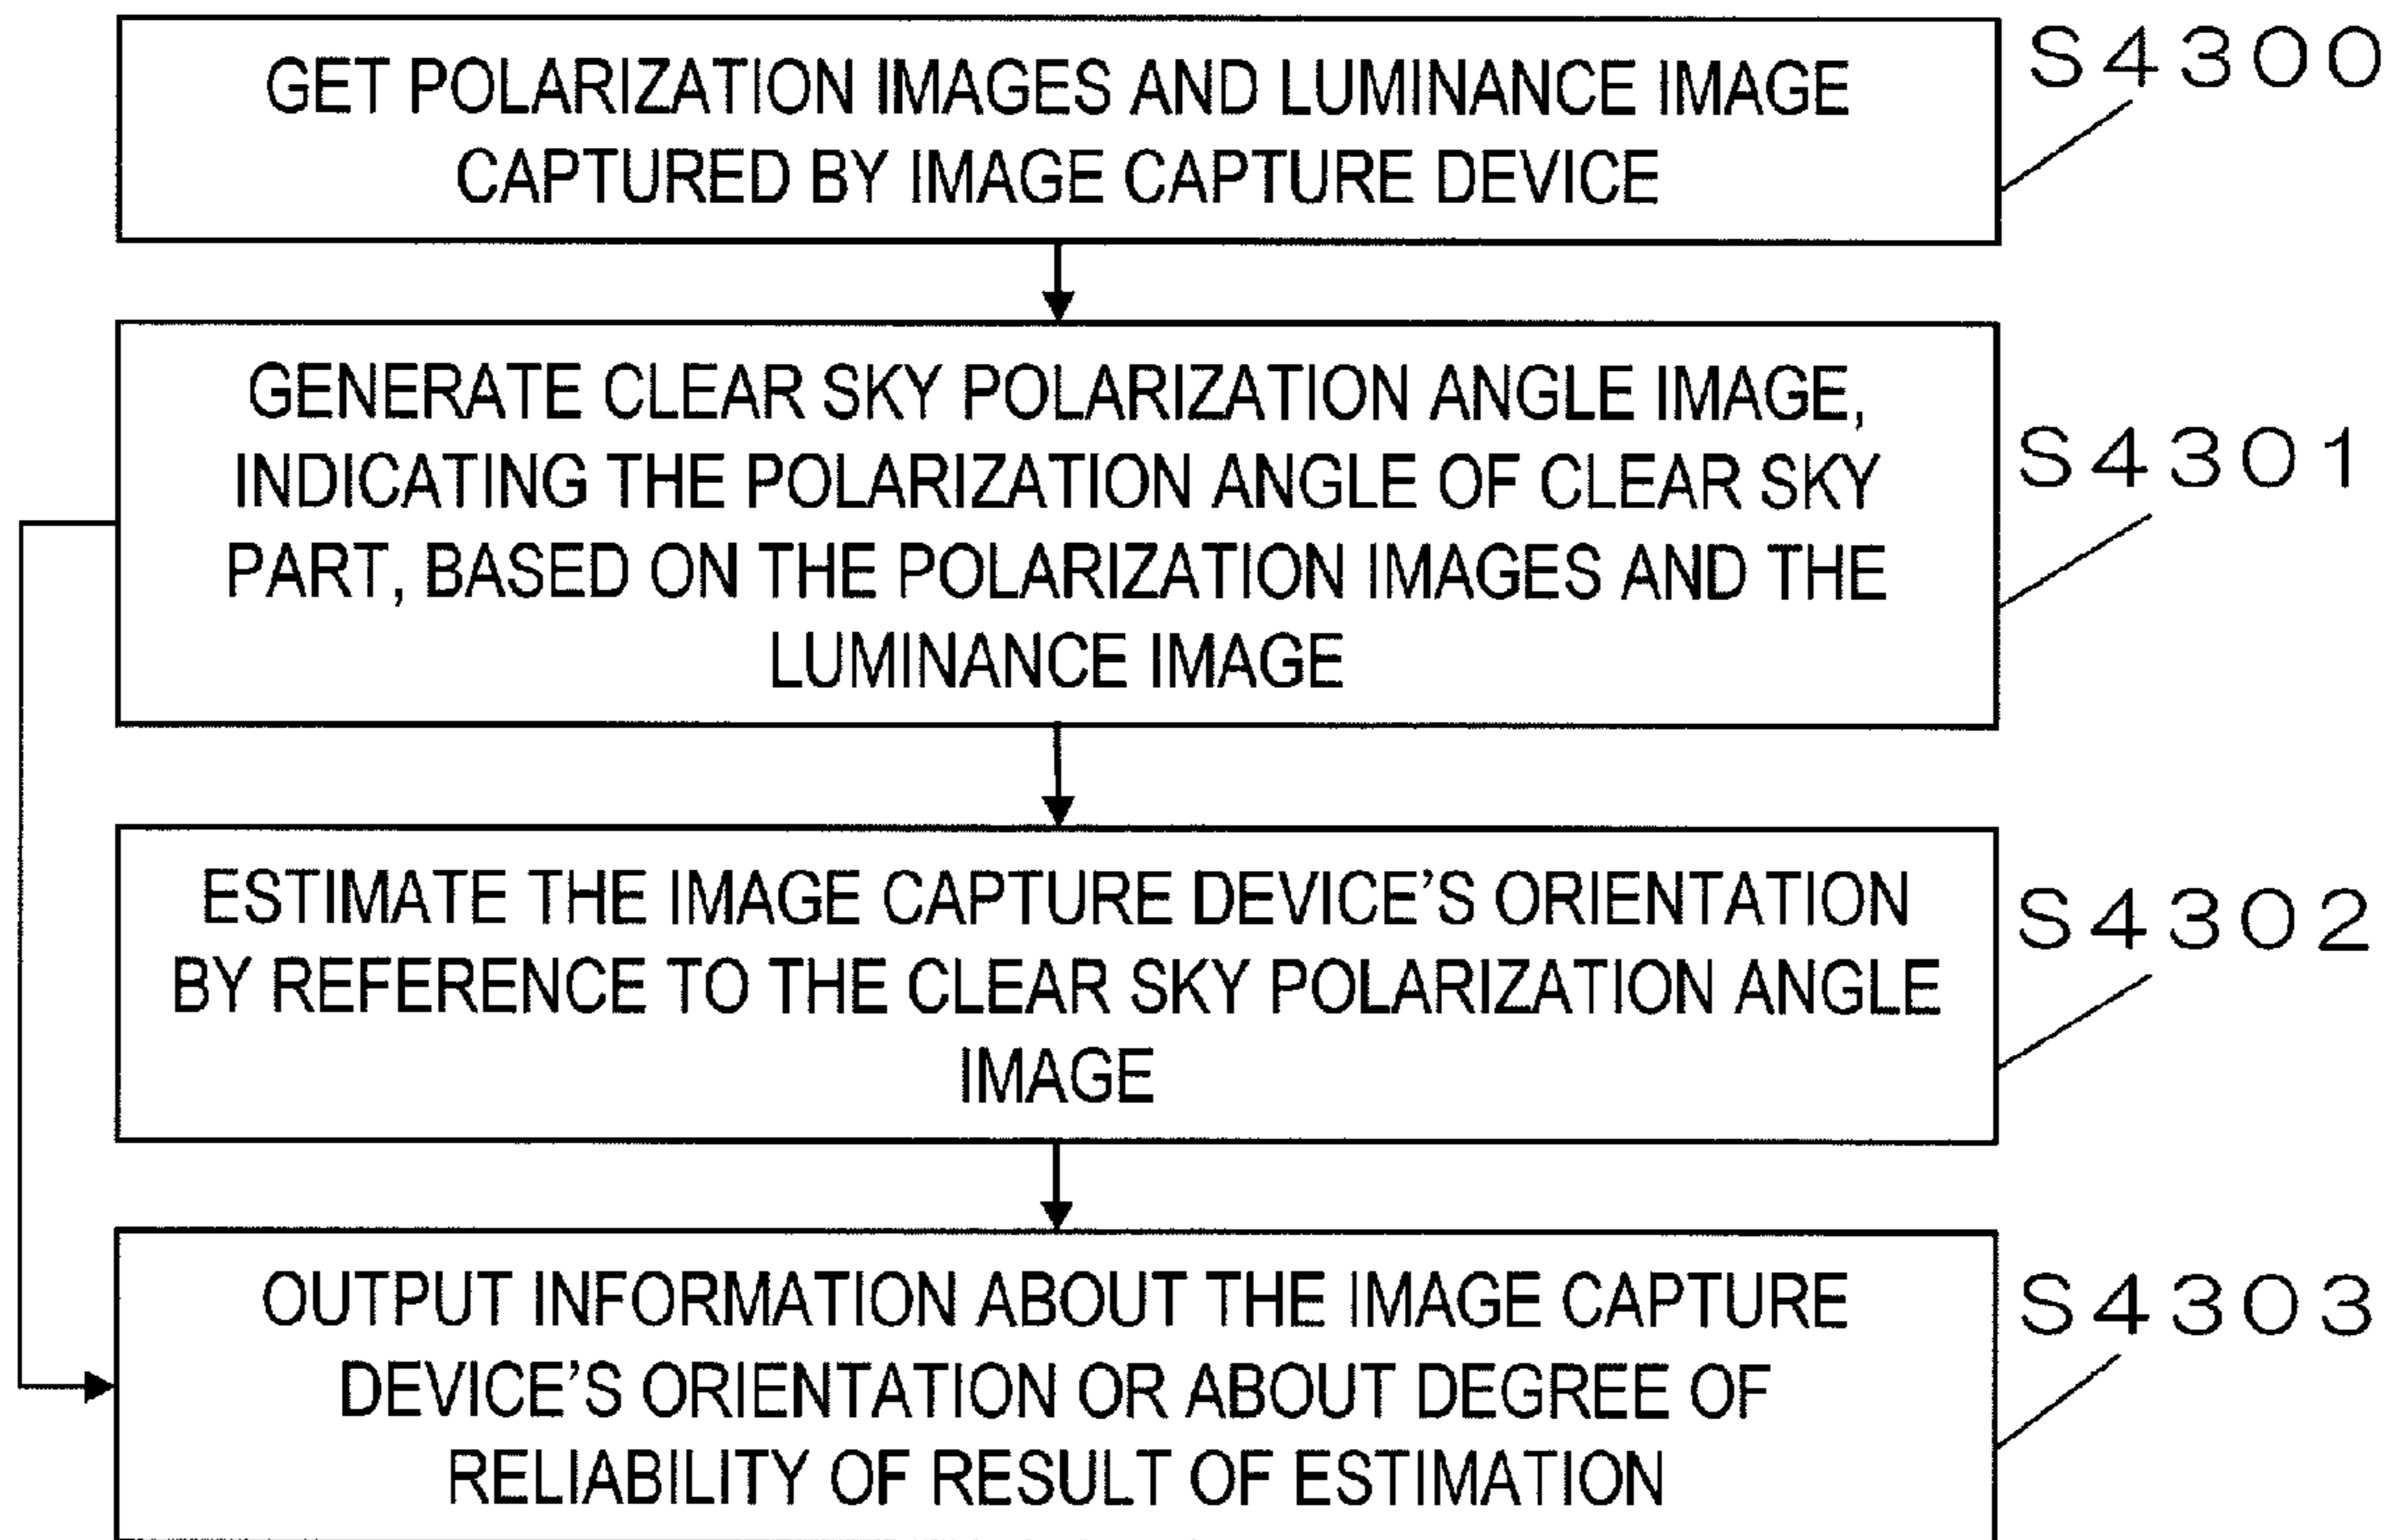 GET POLARIZATION IMAGES AND LUMINANCE IMAGE
CAPTURED BY IMAGE CAPTURE DEVICE
S4300
GENERATE CLEAR SKY POLARIZATION ANGLE IMAGE,
INDICATING THE POLARIZATION ANGLE OF CLEAR SKY
PART, BASED ON THE POLARIZATION IMAGES AND THE
LUMINANCE IMAGE
S4301
ESTIMATE THE IMAGE CAPTURE DEVICE'S ORIENTATION
BY REFERENCE TO THE CLEAR SKY POLARIZATION ANGLE
IMAGE
S4302
OUTPUT INFORMATION ABOUT THE IMAGE CAPTURE
DEVICE'S ORIENTATION OR ABOUT DEGREE OF
RELIABILITY OF RESULT OF ESTIMATION
S4303